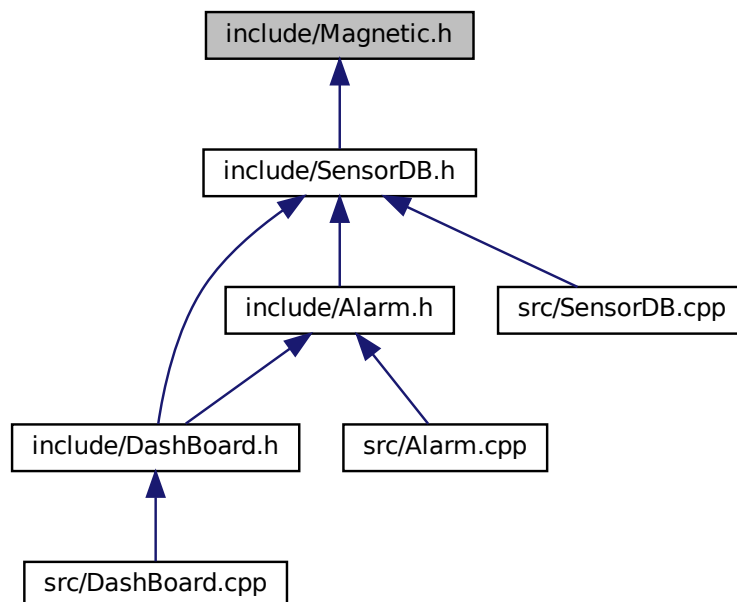 include/Magnetic.h
include/SensorDB.h
include/Alarm.h
src/SensorDB.cpp
include/DashBoard.h
src/Alarm.cpp
src/DashBoard.cpp